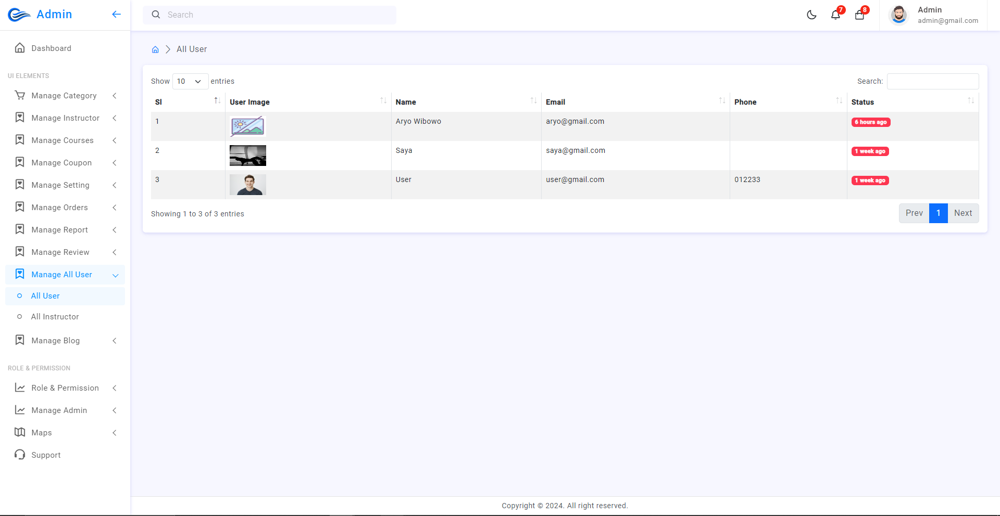 Admin
Search
7
8
Admin
admin@gmail.com
Dashboard
UI ELEMENTS
Manage Category
Manage Instructor
Manage Courses
Manage Coupon
Manage Setting
Manage Orders
Manage Report
Manage Review
Manage All User
All User
All Instructor
Manage Blog
ROLE & PERMISSION
Role & Permission
Manage Admin
Maps
Support
All User
Show 10 entries
Search:
Sl User Image Name Email Phone Status
1 Aryo Wibowo aryo@gmail.com 6 hours ago
2 Saya saya@gmail.com 1 week ago
3 User user@gmail.com 012233 1 week ago
Showing 1 to 3 of 3 entries
Prev 1 Next
Copyright © 2024. All right reserved.